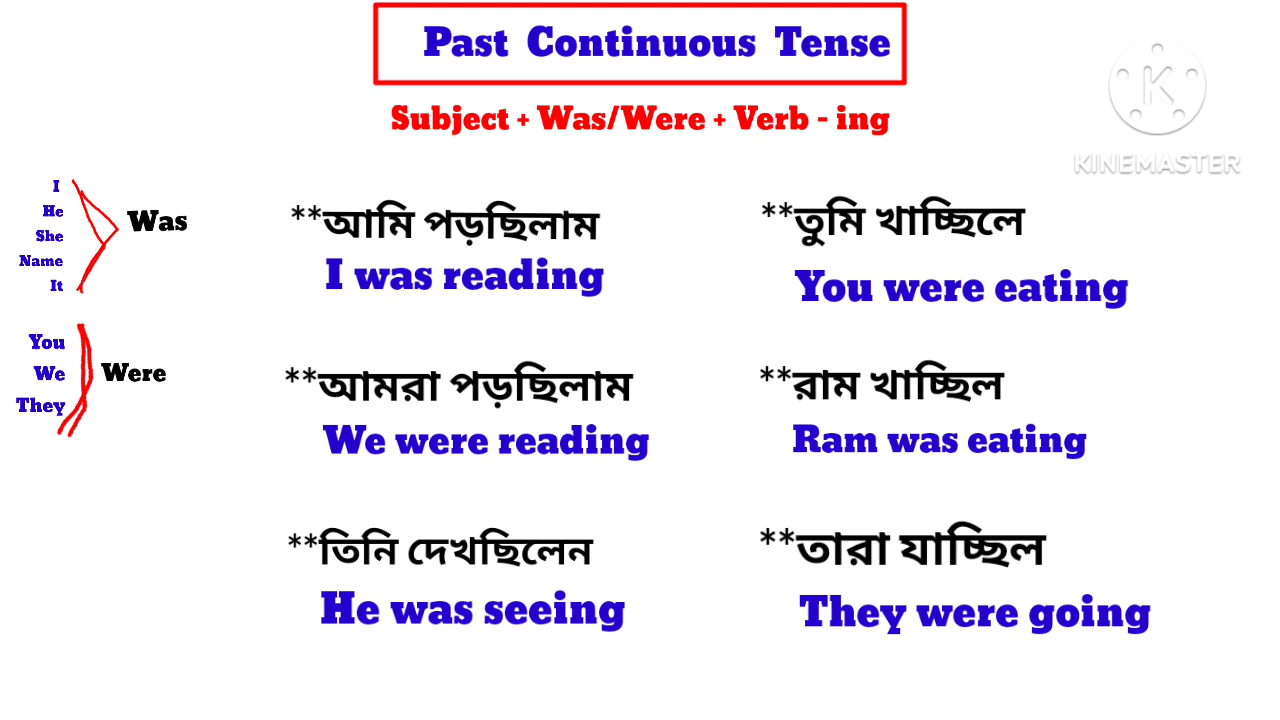 Past Continuous Tense
Subject + Was/Were + Verb - ing
K
KINEMASTER
I
He
She
Name
It
Was
You
We
They
Were
**আমি পড়ছিলাম
I was reading
**তুমি খাচ্ছিলে
You were eating
**আমরা পড়ছিলাম
We were reading
**রাম খাচ্ছিল
Ram was eating
**তিনি দেখছিলেন
He was seeing
**তারা যাচ্ছিল
They were going